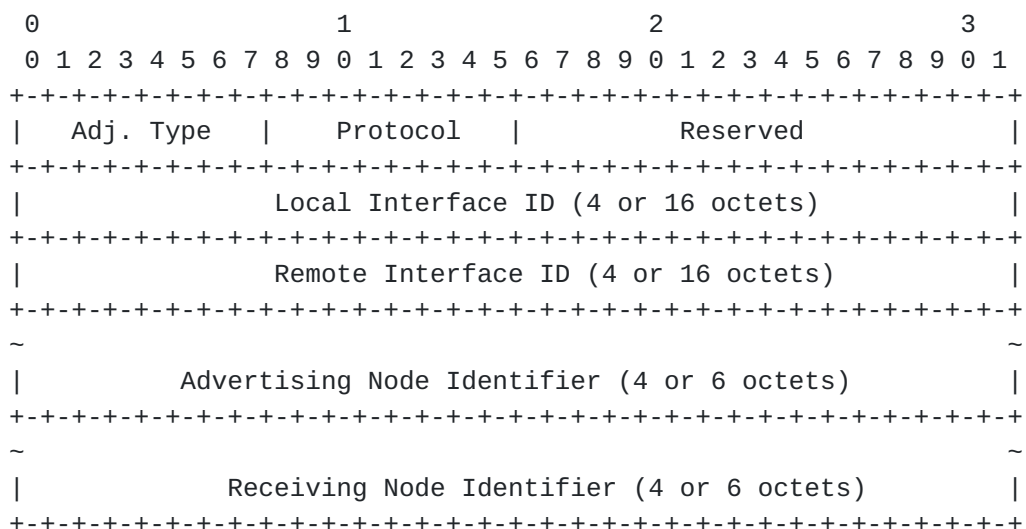 0                   1                   2                   3
 0 1 2 3 4 5 6 7 8 9 0 1 2 3 4 5 6 7 8 9 0 1 2 3 4 5 6 7 8 9 0 1
+-+-+-+-+-+-+-+-+-+-+-+-+-+-+-+-+-+-+-+-+-+-+-+-+-+-+-+-+-+-+-+-+
|   Adj. Type   |    Protocol   |          Reserved             |
+-+-+-+-+-+-+-+-+-+-+-+-+-+-+-+-+-+-+-+-+-+-+-+-+-+-+-+-+-+-+-+-+
|                Local Interface ID (4 or 16 octets)            |
+-+-+-+-+-+-+-+-+-+-+-+-+-+-+-+-+-+-+-+-+-+-+-+-+-+-+-+-+-+-+-+-+
|                Remote Interface ID (4 or 16 octets)           |
+-+-+-+-+-+-+-+-+-+-+-+-+-+-+-+-+-+-+-+-+-+-+-+-+-+-+-+-+-+-+-+-+
~                                                               ~
|          Advertising Node Identifier (4 or 6 octets)          |
+-+-+-+-+-+-+-+-+-+-+-+-+-+-+-+-+-+-+-+-+-+-+-+-+-+-+-+-+-+-+-+-+
~                                                               ~
|             Receiving Node Identifier (4 or 6 octets)         |
+-+-+-+-+-+-+-+-+-+-+-+-+-+-+-+-+-+-+-+-+-+-+-+-+-+-+-+-+-+-+-+-+